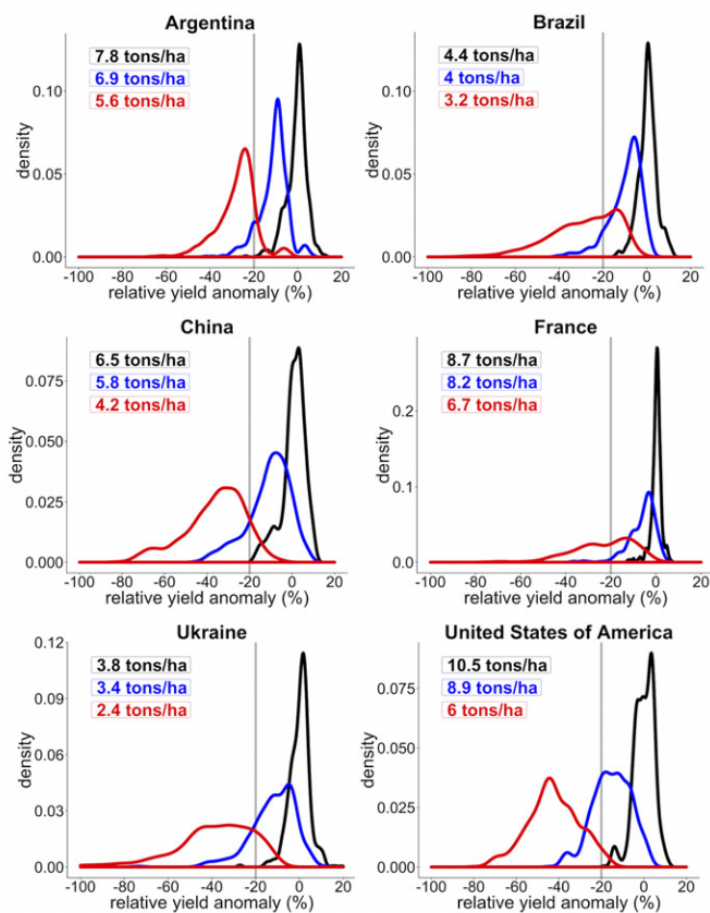 Argentina
7.8 tons/ha
6.9 tons/ha
5.6 tons/ha
density
0.10
0.05
0.00
-100 -80 -60 -40 -20 0 20
relative yield anomaly (%)
Brazil
4.4 tons/ha
4 tons/ha
3.2 tons/ha
density
0.10
0.05
0.00
-100 -80 -60 -40 -20 0 20
relative yield anomaly (%)
China
6.5 tons/ha
5.8 tons/ha
4.2 tons/ha
density
0.075
0.050
0.025
0.000
-100 -80 -60 -40 -20 0 20
relative yield anomaly (%)
France
8.7 tons/ha
8.2 tons/ha
6.7 tons/ha
density
0.2
0.1
0.0
-100 -80 -60 -40 -20 0 20
relative yield anomaly (%)
Ukraine
3.8 tons/ha
3.4 tons/ha
2.4 tons/ha
density
0.12
0.09
0.06
0.03
0.00
-100 -80 -60 -40 -20 0 20
relative yield anomaly (%)
United States of America
10.5 tons/ha
8.9 tons/ha
6 tons/ha
density
0.075
0.050
0.025
0.000
-100 -80 -60 -40 -20 0 20
relative yield anomaly (%)